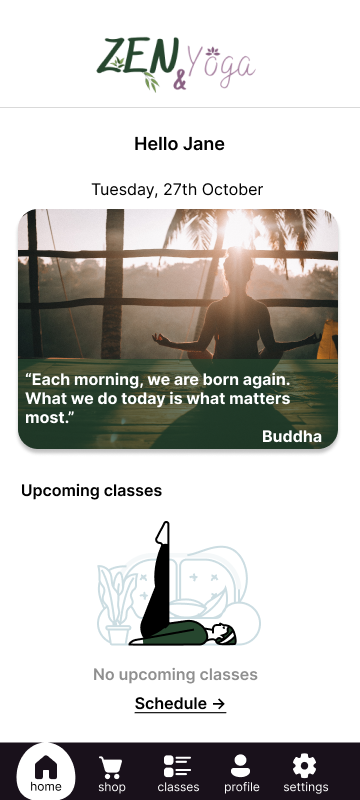 ZEN
& Yoga
Hello Jane
Tuesday, 27th October
“Each morning, we are born again.
What we do today is what matters
most.”
Buddha
Upcoming classes
No upcoming classes
Schedule →
home shop classes profile settings